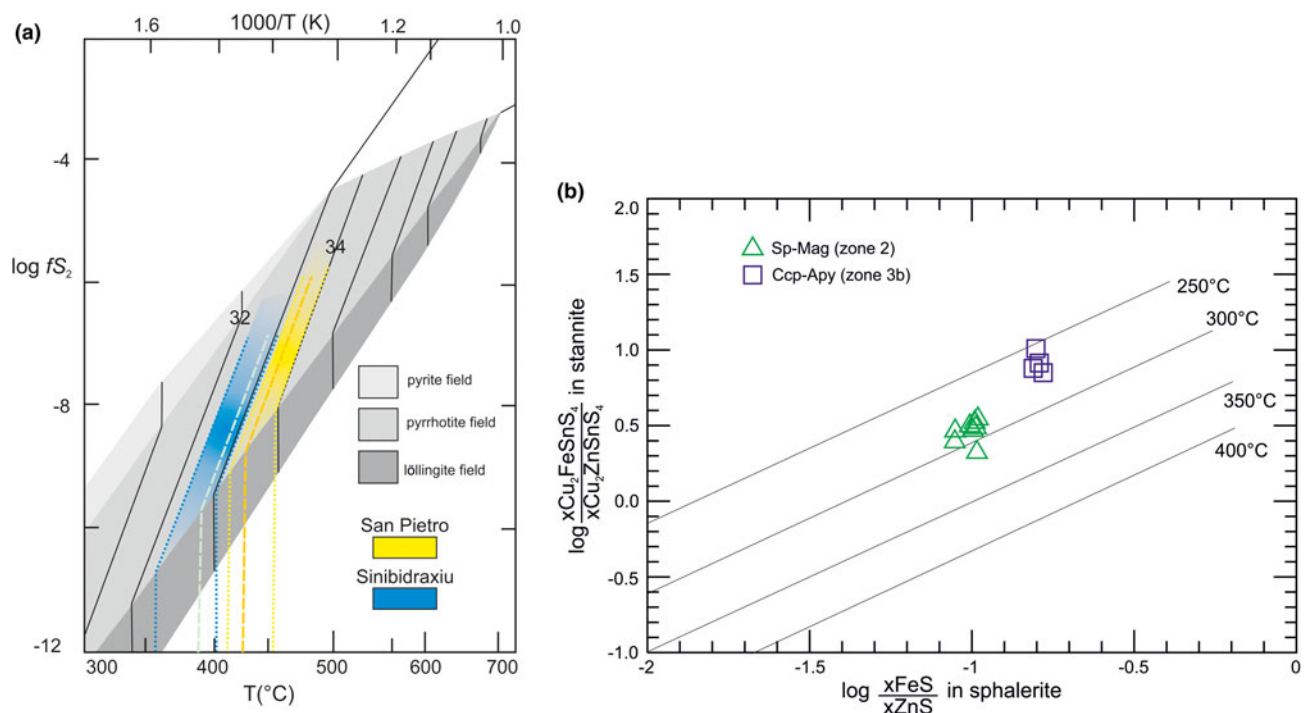 (a)
1000/T (K)
1.6
1.2
1.0
-4
log fS2
34
32
-8
pyrite field
pyrrhotite field
löllingite field
San Pietro
Sinibidraxiu
-12
300
400
500
600
700
T(°C)
(b)
2.0
Sp-Mag (zone 2)
Ccp-Apy (zone 3b)
1.5
250°C
300°C
1.0
350°C
0.5
400°C
0.0
-0.5
-1.0
log xCu2FeSnS4 / xCu2ZnSnS4 in stannite
-2
-1.5
-1
-0.5
0
log xFeS / xZnS in sphalerite